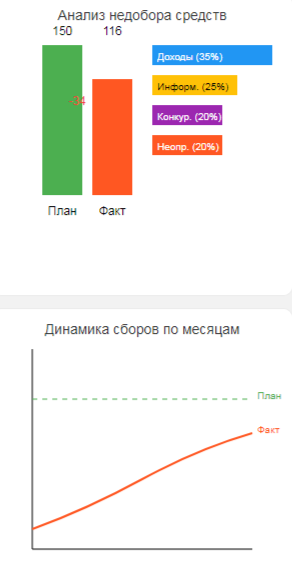 Анализ недобора средств
150 116
-34
Доходы (35%)
Информ. (25%)
Конкур. (20%)
Неопр. (20%)
План Факт
Динамика сборов по месяцам
План
Факт